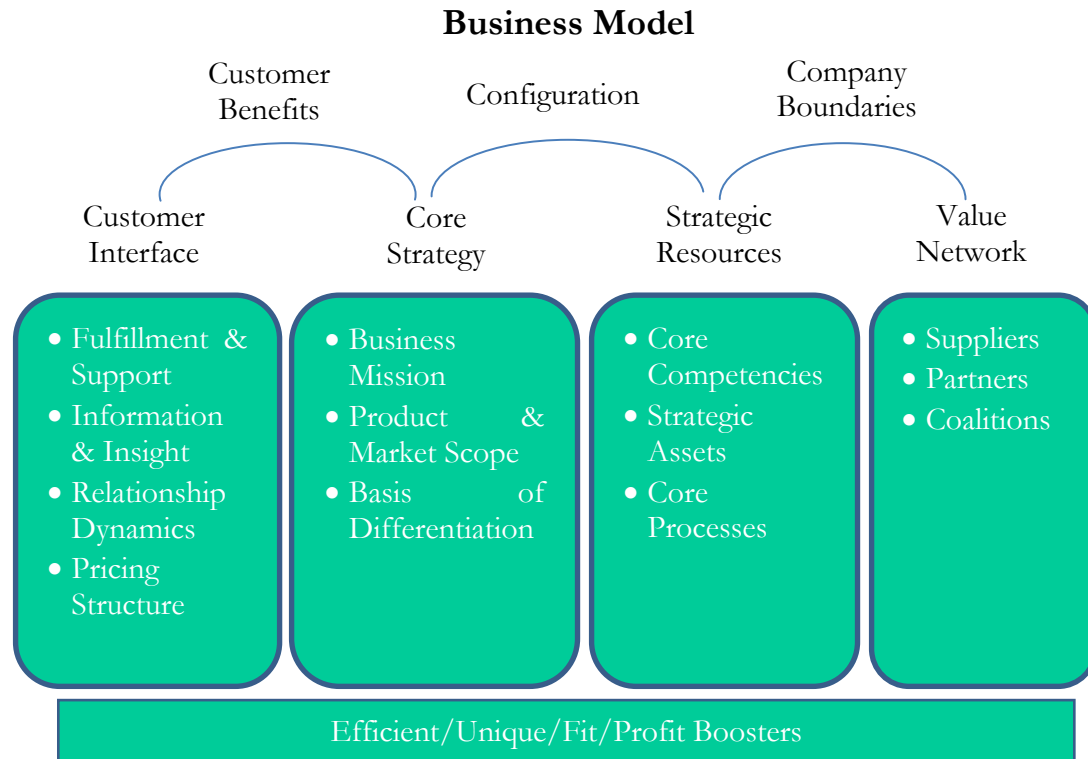 Business Model
Customer
Benefits
Configuration
Company
Boundaries
Customer
Interface
Core
Strategy
Strategic
Resources
Value
Network
• Fulfillment &
Support
• Information
& Insight
• Relationship
Dynamics
• Pricing
Structure
• Business
Mission
• Product &
Market Scope
• Basis of
Differentiation
• Core
Competencies
• Strategic
Assets
• Core
Processes
• Suppliers
• Partners
• Coalitions
Efficient/Unique/Fit/Profit Boosters